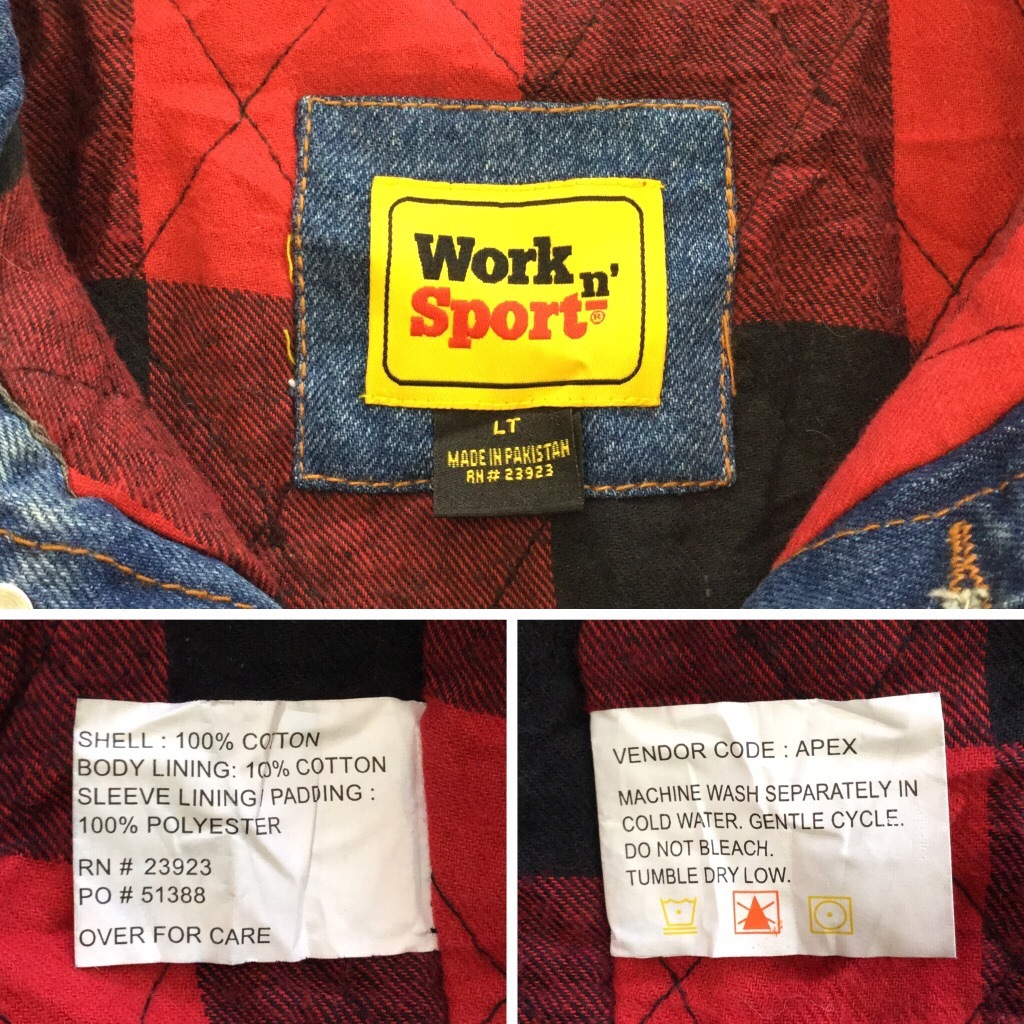 Work n'
Sport®
LT
MADE IN PAKISTAN
RN# 23923
SHELL : 100% COTTON
BODY LINING: 100% COTTON
SLEEVE LINING/ PADDING :
100% POLYESTER
RN # 23923
PO # 51388
OVER FOR CARE
VENDOR CODE : APEX
MACHINE WASH SEPARATELY IN
COLD WATER. GENTLE CYCLE.
DO NOT BLEACH.
TUMBLE DRY LOW.